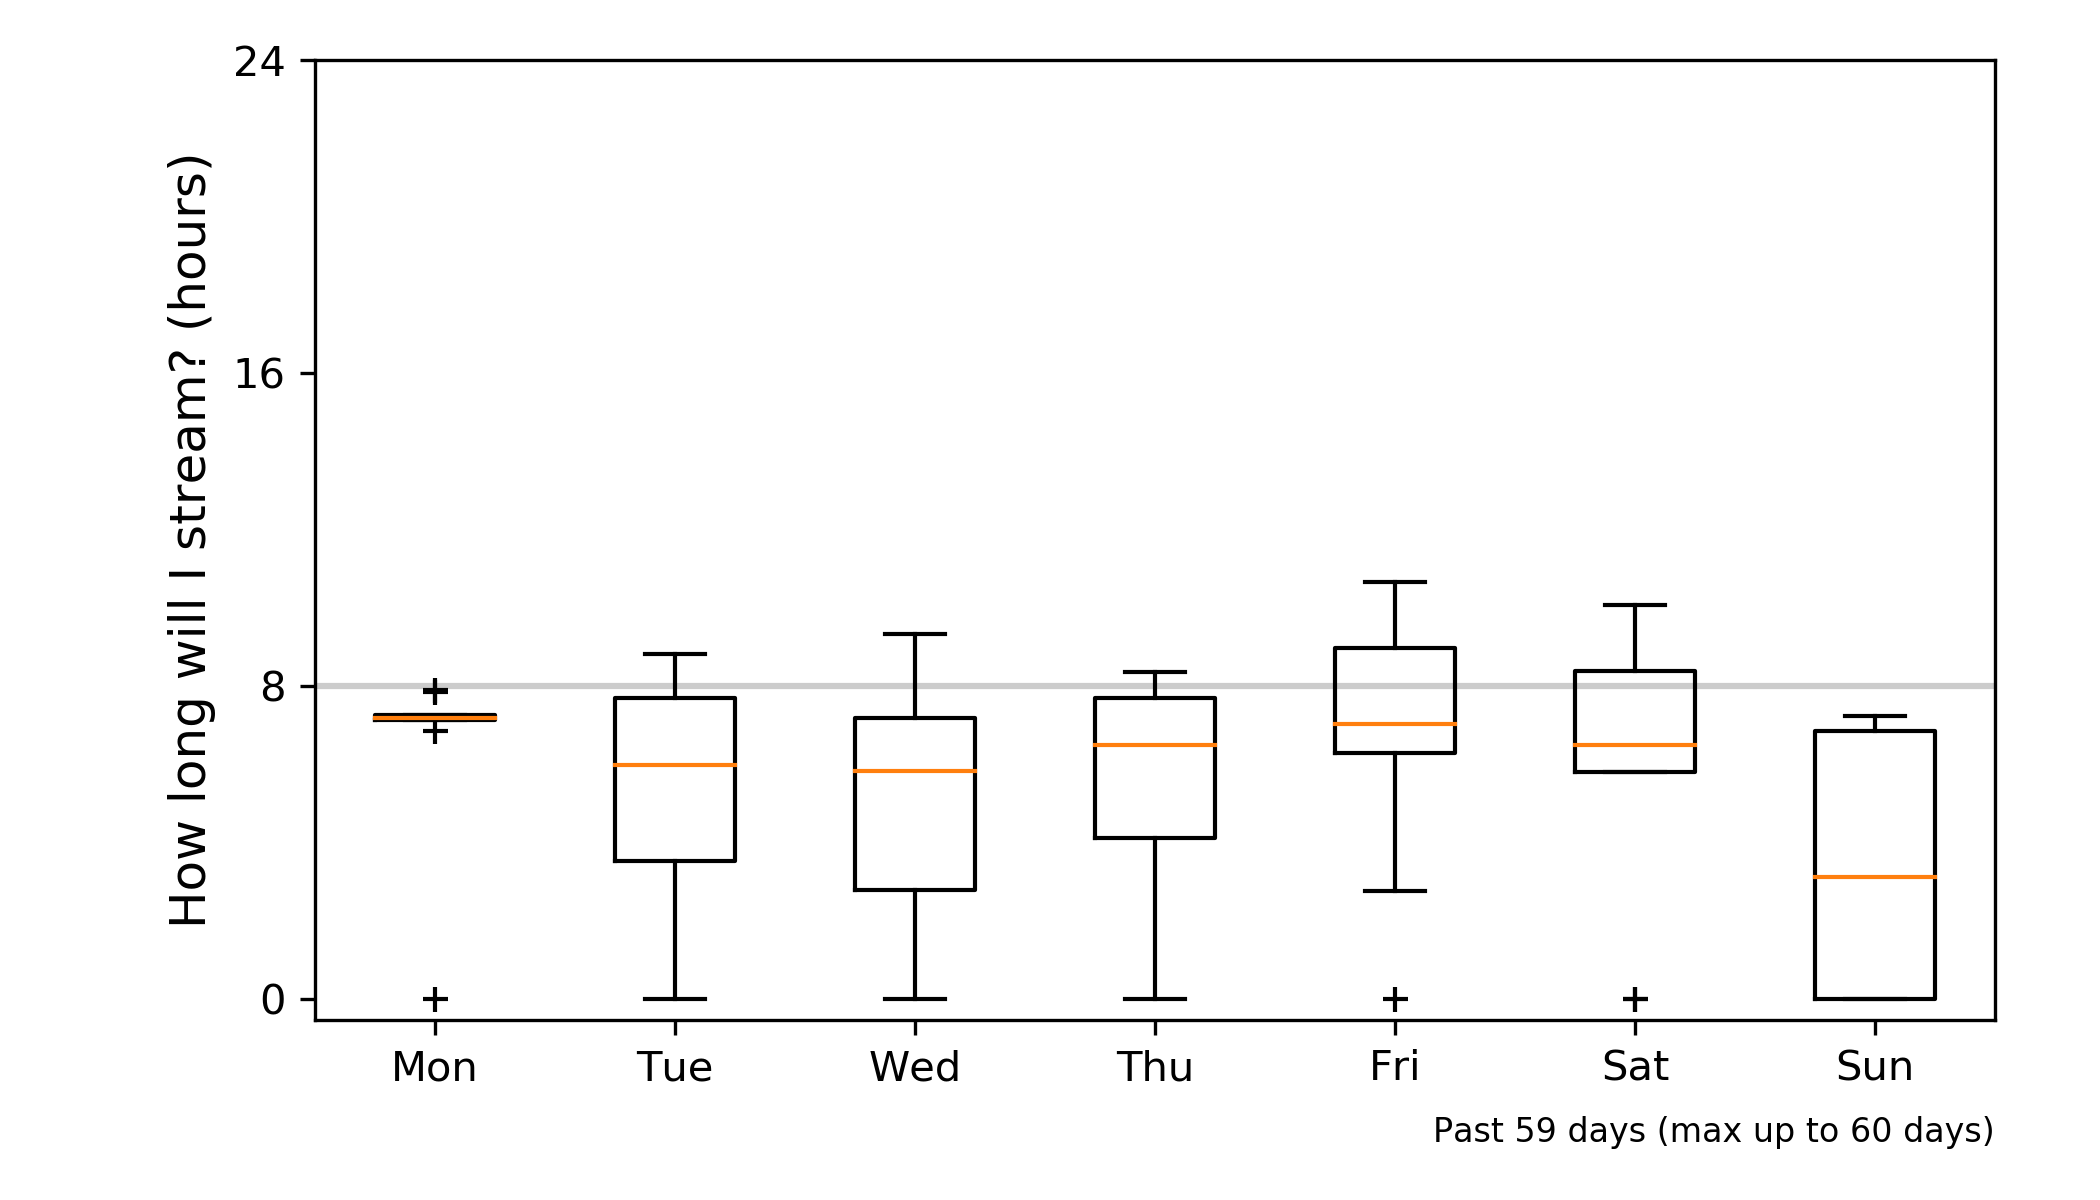 How long will I stream? (hours)
24
16
8
0
Mon Tue Wed Thu Fri Sat Sun
Past 59 days (max up to 60 days)